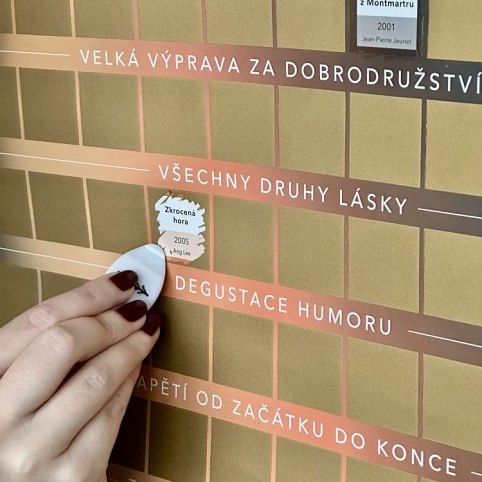 z Montmartru
2001
Jean-Pierre Jeunet
VELKÁ VÝPRAVA ZA DOBRODRUŽSTVÍ
VŠECHNY DRUHY LÁSKY
Zkrocená
hora
2005
Ang Lee
DEGUSTACE HUMORU
APĚTÍ OD ZAČÁTKU DO KONCE